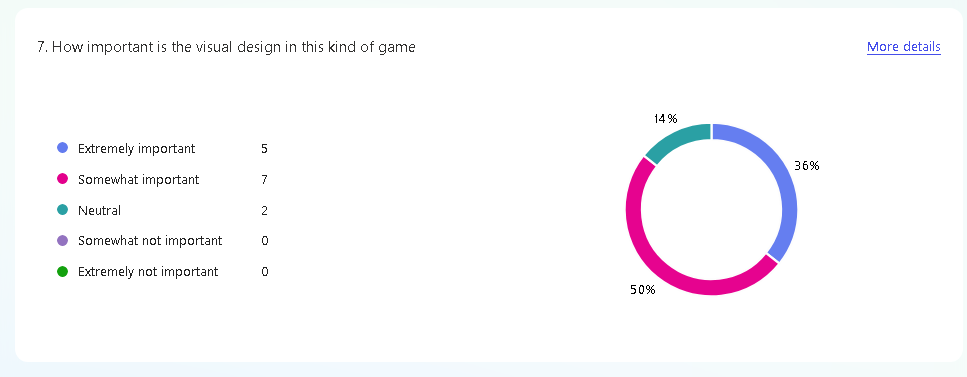 7. How important is the visual design in this kind of game
More details
Extremely important 5
Somewhat important 7
Neutral 2
Somewhat not important 0
Extremely not important 0
14%
36%
50%